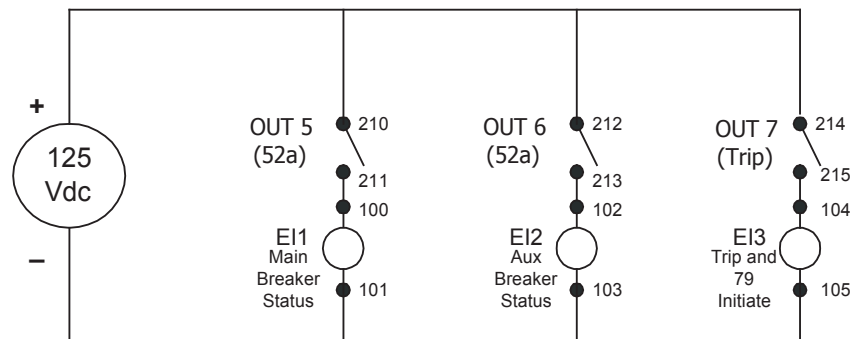 +
125
Vdc
−
OUT 5
(52a)
210
211
100
EI1
Main
Breaker
Status
101
OUT 6
(52a)
212
213
102
EI2
Aux
Breaker
Status
103
OUT 7
(Trip)
214
215
104
EI3
Trip and
79
Initiate
105